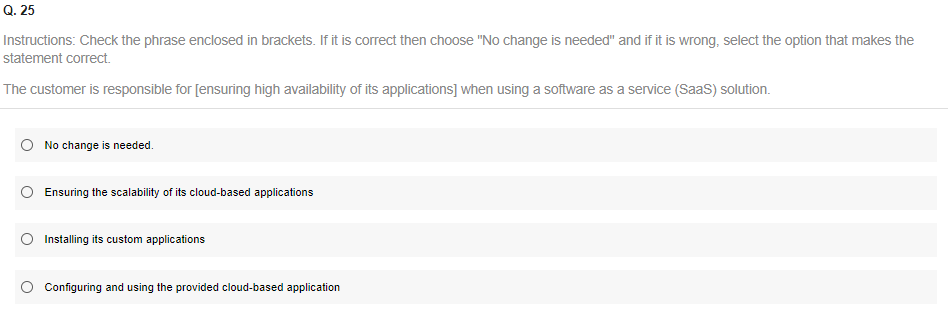 Q. 25
Instructions: Check the phrase enclosed in brackets. If it is correct then choose "No change is needed" and if it is wrong, select the option that makes the
statement correct.
The customer is responsible for [ensuring high availability of its applications] when using a software as a service (SaaS) solution.
No change is needed.
Ensuring the scalability of its cloud-based applications
Installing its custom applications
Configuring and using the provided cloud-based application